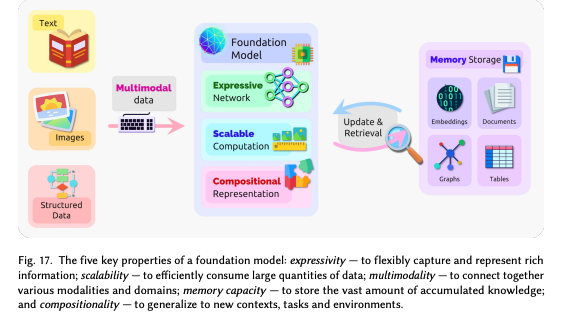 Text
Images
Structured
Data
Multimodal
data
Foundation
Model
Expressive
Network
Scalable
Computation
Compositional
Representation
Update &
Retrieval
Memory Storage
Embeddings
Documents
Graphs
Tables
Fig. 17. The five key properties of a foundation model: expressivity — to flexibly capture and represent rich
information; scalability — to efficiently consume large quantities of data; multimodality — to connect together
various modalities and domains; memory capacity — to store the vast amount of accumulated knowledge;
and compositionality — to generalize to new contexts, tasks and environments.